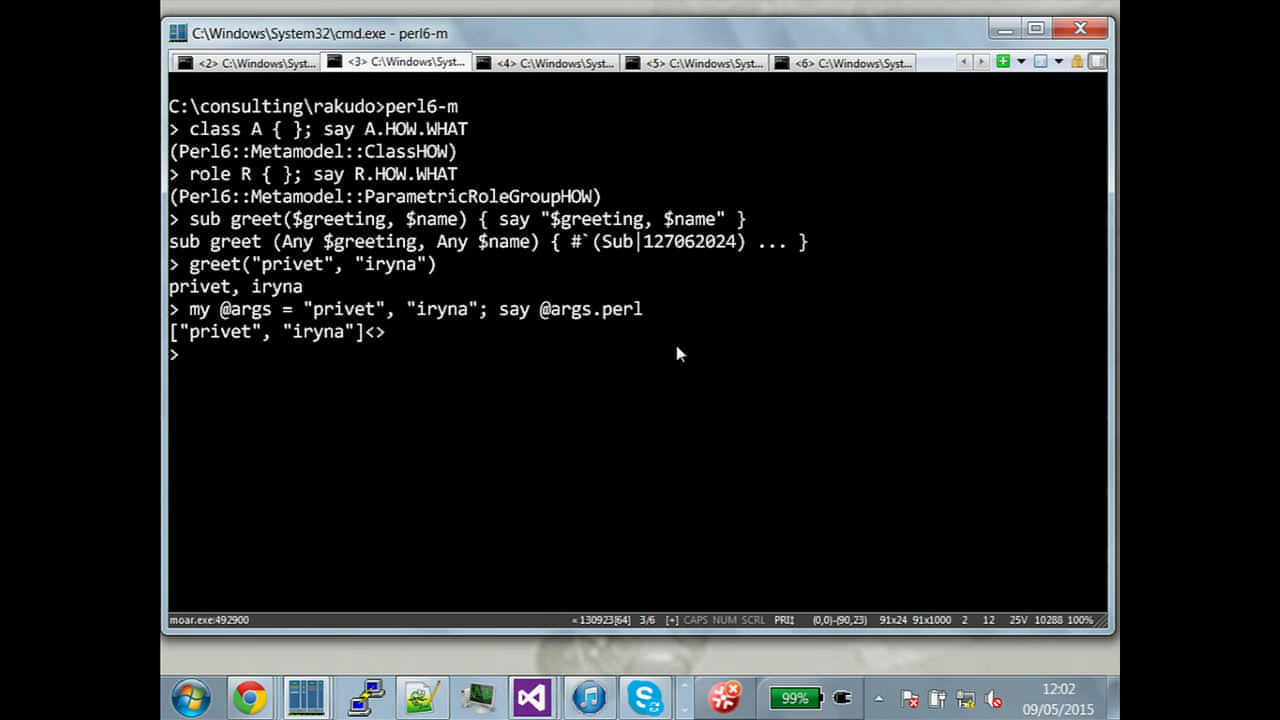 C:\Windows\System32\cmd.exe - perl6-m
<2> C:\Windows\Syst... <3> C:\Windows\Syst... <4> C:\Windows\Syst... <5> C:\Windows\Syst... <6> C:\Windows\Syst...
C:\consulting\rakudo>perl6-m
> class A { }; say A.HOW.WHAT
(Perl6::Metamodel::ClassHOW)
> role R { }; say R.HOW.WHAT
(Perl6::Metamodel::ParametricRoleGroupHOW)
> sub greet($greeting, $name) { say "$greeting, $name" }
sub greet (Any $greeting, Any $name) { #`(Sub|127062024) ... }
> greet("privet", "iryna")
privet, iryna
> my @args = "privet", "iryna"; say @args.perl
["privet", "iryna"]<>
>
moar.exe:492900 «130923[64] 3/6 [+] CAPS NUM SCRL PRI↕ (0,0)-(90,23) 91x24 91x1000 2 12 25V 10288 100%
99%
12:02
09/05/2015